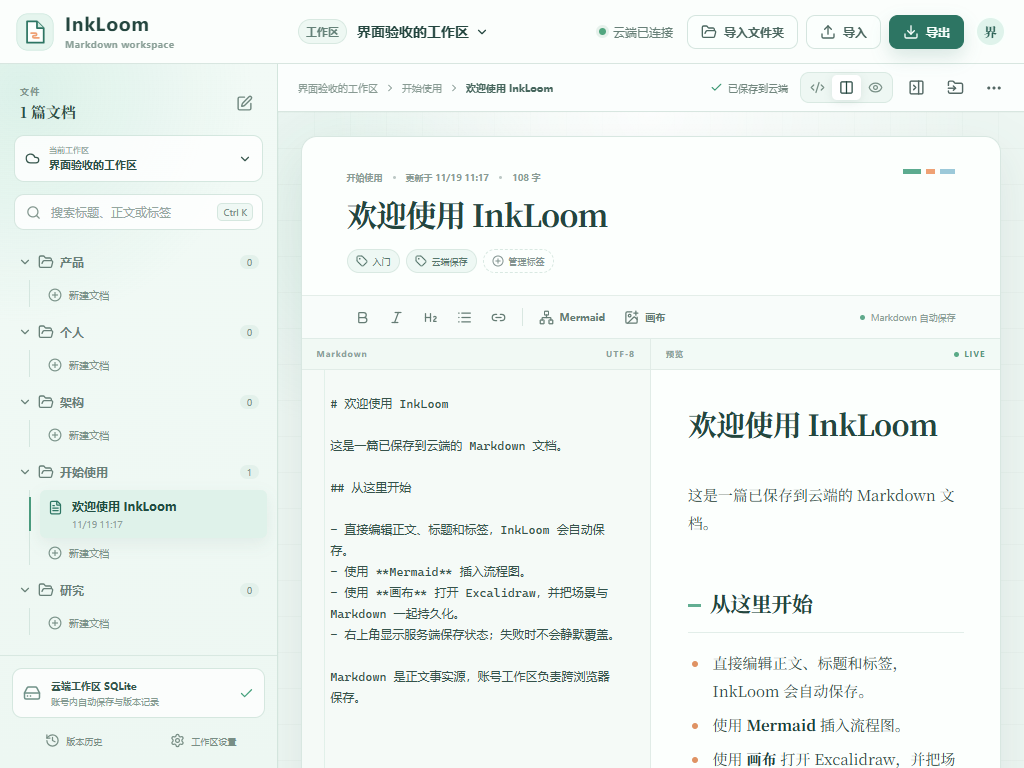 InkLoom
Markdown workspace
工作区 界面验收的工作区
云端已连接
导入文件夹
导入
导出
界
文件
1 篇文档
当前工作区
界面验收的工作区
搜索标题、正文或标签 Ctrl K
产品 0
新建文档
个人 0
新建文档
架构 0
新建文档
开始使用 1
欢迎使用 InkLoom
11/19 11:17
新建文档
研究 0
新建文档
云端工作区 SQLite
账号内自动保存与版本记录
版本历史 工作区设置
界面验收的工作区 > 开始使用 > 欢迎使用 InkLoom
已保存到云端
开始使用 • 更新于 11/19 11:17 • 108 字
欢迎使用 InkLoom
入门 云端保存 管理标签
B I H2 Mermaid 画布
Markdown 自动保存
Markdown UTF-8
# 欢迎使用 InkLoom
这是一篇已保存到云端的 Markdown 文档。
## 从这里开始
- 直接编辑正文、标题和标签，InkLoom 会自动保
存。
- 使用 **Mermaid** 插入流程图。
- 使用 **画布** 打开 Excalidraw，并把场景与
Markdown 一起持久化。
- 右上角显示服务端保存状态；失败时不会静默覆盖。
Markdown 是正文事实源，账号工作区负责跨浏览器
保存。
预览 LIVE
欢迎使用 InkLoom
这是一篇已保存到云端的 Markdown 文
档。
从这里开始
直接编辑正文、标题和标签，
InkLoom 会自动保存。
使用 Mermaid 插入流程图。
使用 画布 打开 Excalidraw，并把场